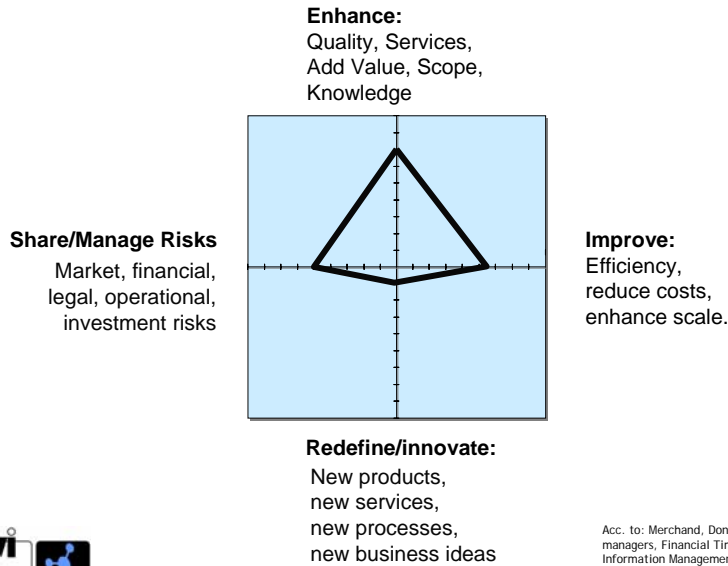 Enhance:
Quality, Services,
Add Value, Scope,
Knowledge
Share/Manage Risks
Market, financial,
legal, operational,
investment risks
Improve:
Efficiency,
reduce costs,
enhance scale.
Redefine/innovate:
New products,
new services,
new processes,
new business ideas
Acc. to: Merchand, Don
managers, Financial Tin
Information Management